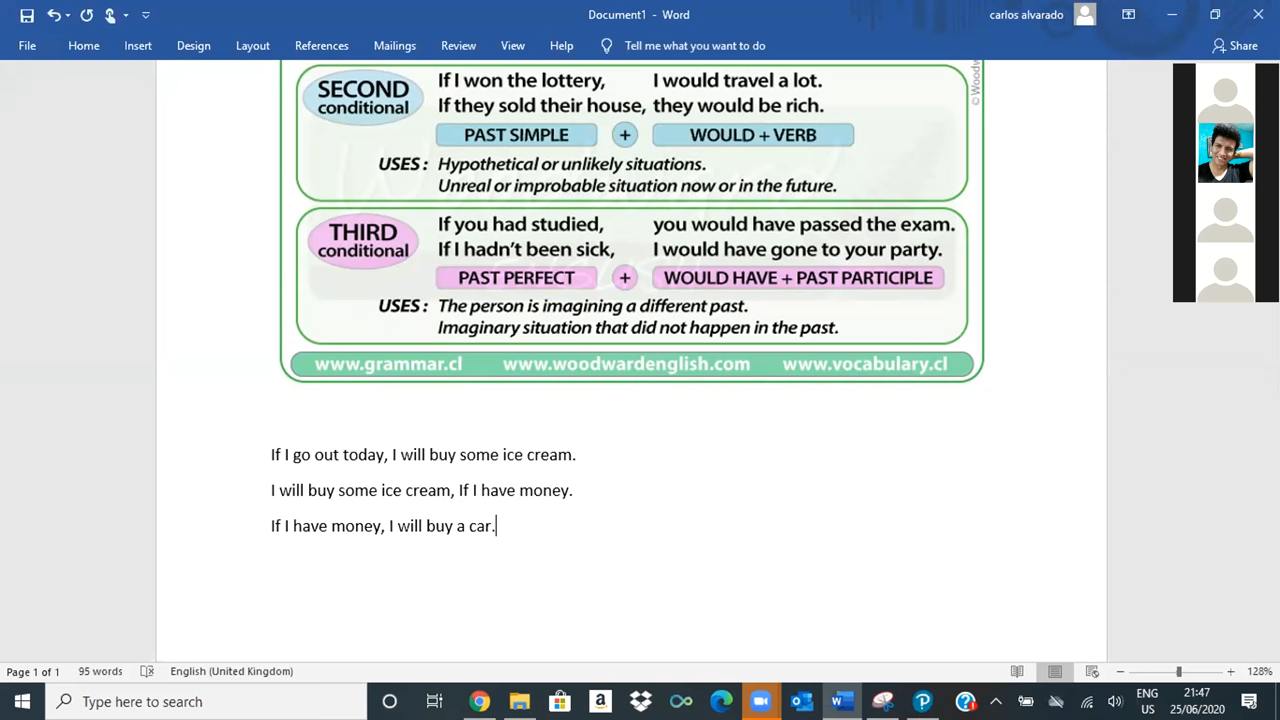 Document1 - Word
carlos alvarado
File Home Insert Design Layout References Mailings Review View Help Tell me what you want to do Share
SECOND conditional
If I won the lottery, I would travel a lot.
If they sold their house, they would be rich.
PAST SIMPLE + WOULD + VERB
USES : Hypothetical or unlikely situations.
Unreal or improbable situation now or in the future.
© Woodw
THIRD conditional
If you had studied, you would have passed the exam.
If I hadn't been sick, I would have gone to your party.
PAST PERFECT + WOULD HAVE + PAST PARTICIPLE
USES : The person is imagining a different past.
Imaginary situation that did not happen in the past.
www.grammar.cl www.woodwardenglish.com www.vocabulary.cl
If I go out today, I will buy some ice cream.
I will buy some ice cream, If I have money.
If I have money, I will buy a car.
Page 1 of 1 95 words English (United Kingdom) 128%
Type here to search
ENG 21:47
US 25/06/2020